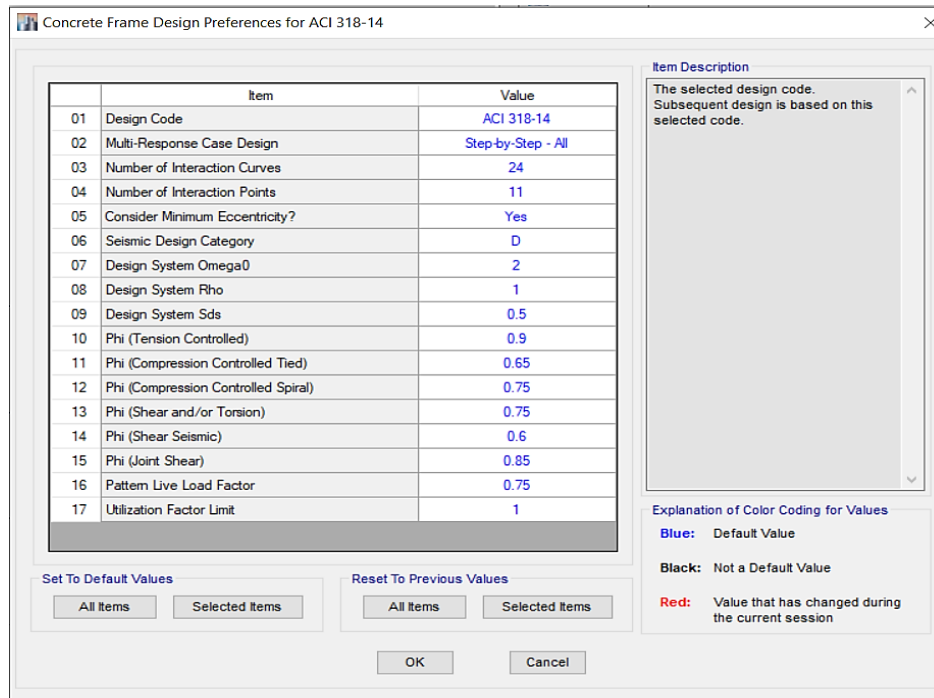 Concrete Frame Design Preferences for ACI 318-14
Item Value
01 Design Code ACI 318-14
02 Multi-Response Case Design Step-by-Step - All
03 Number of Interaction Curves 24
04 Number of Interaction Points 11
05 Consider Minimum Eccentricity? Yes
06 Seismic Design Category D
07 Design System Omega0 2
08 Design System Rho 1
09 Design System Sds 0.5
10 Phi (Tension Controlled) 0.9
11 Phi (Compression Controlled Tied) 0.65
12 Phi (Compression Controlled Spiral) 0.75
13 Phi (Shear and/or Torsion) 0.75
14 Phi (Shear Seismic) 0.6
15 Phi (Joint Shear) 0.85
16 Pattern Live Load Factor 0.75
17 Utilization Factor Limit 1
Set To Default Values
All Items Selected Items
Reset To Previous Values
All Items Selected Items
Item Description
The selected design code.
Subsequent design is based on this
selected code.
Explanation of Color Coding for Values
Blue: Default Value
Black: Not a Default Value
Red: Value that has changed during
the current session
OK Cancel